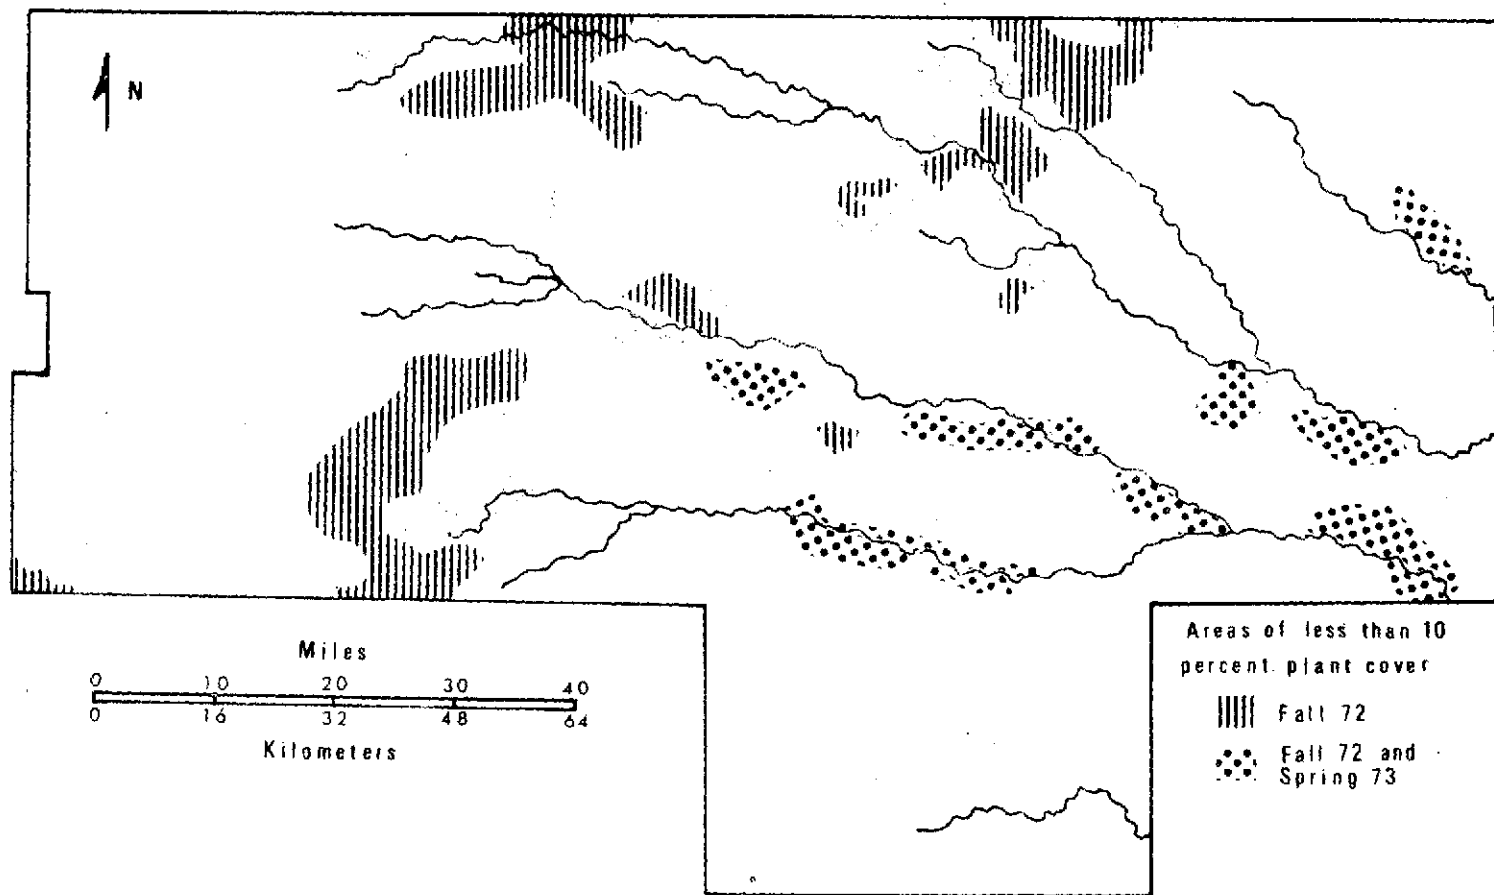 N
Miles
0 10 20 30 40
0 16 32 48 64
Kilometers
Areas of less than 10
percent plant cover
Fall 72
Fall 72 and
Spring 73